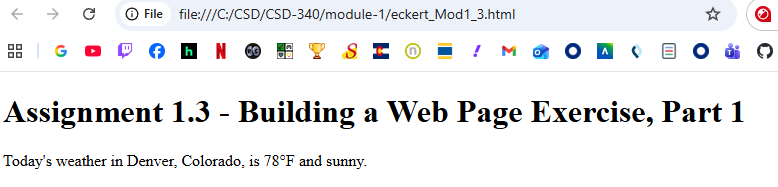 File file:///C:/CSD/CSD-340/module-1/eckert_Mod1_3.html
Assignment 1.3 - Building a Web Page Exercise, Part 1
Today's weather in Denver, Colorado, is 78°F and sunny.